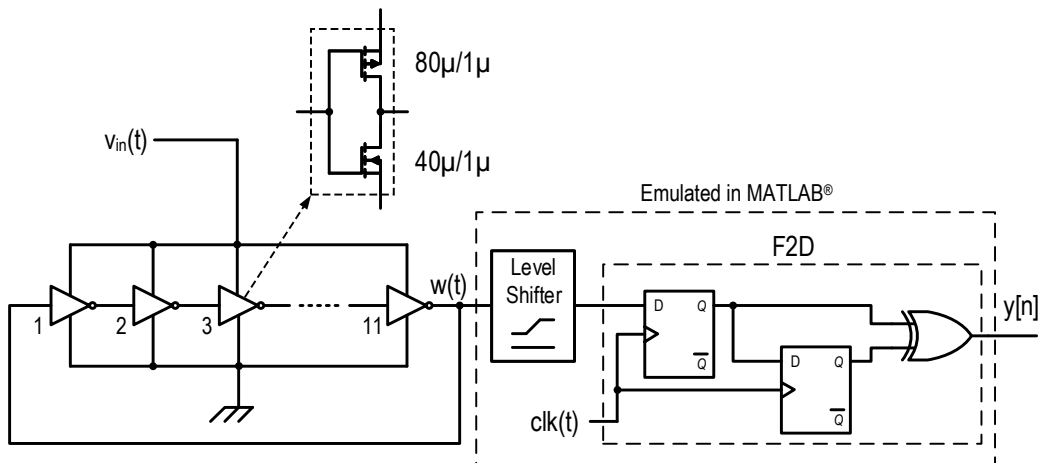 80µ/1µ
vin(t)
40µ/1µ
Emulated in MATLAB®
F2D
Level
Shifter
w(t)
1
2
3
11
D
Q
Q
D
Q
Q
y[n]
clk(t)